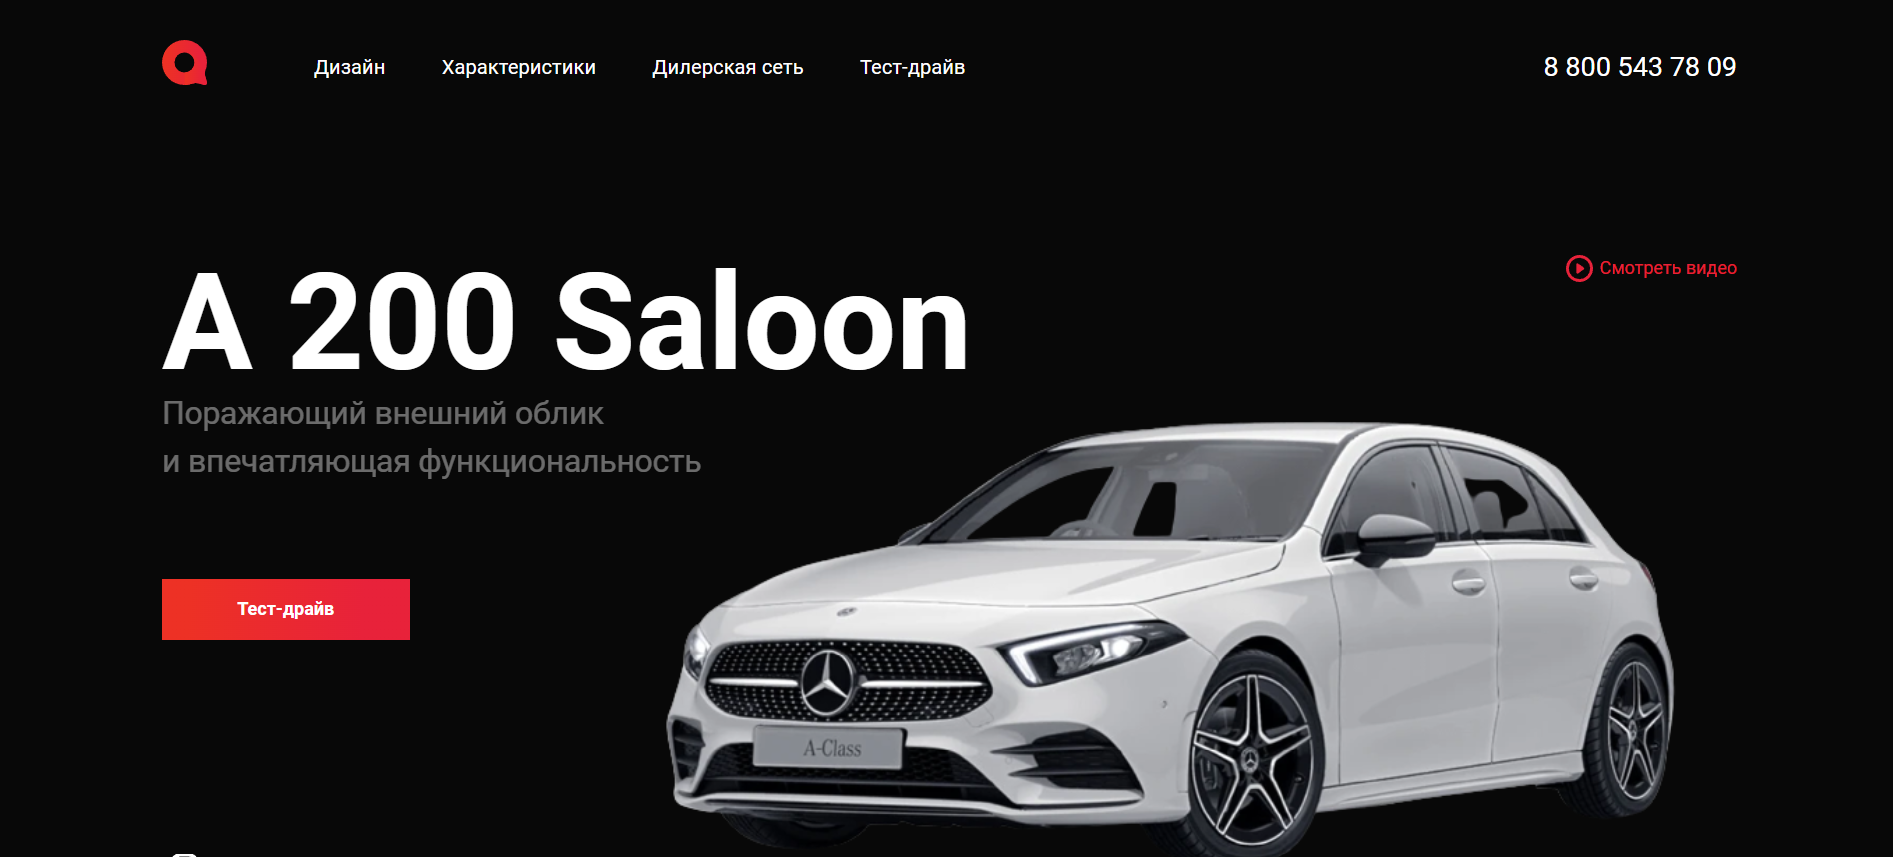 Дизайн
Характеристики
Дилерская сеть
Тест-драйв
8 800 543 78 09
Смотреть видео
A 200 Saloon
Поражающий внешний облик
и впечатляющая функциональность
Тест-драйв
A-Class